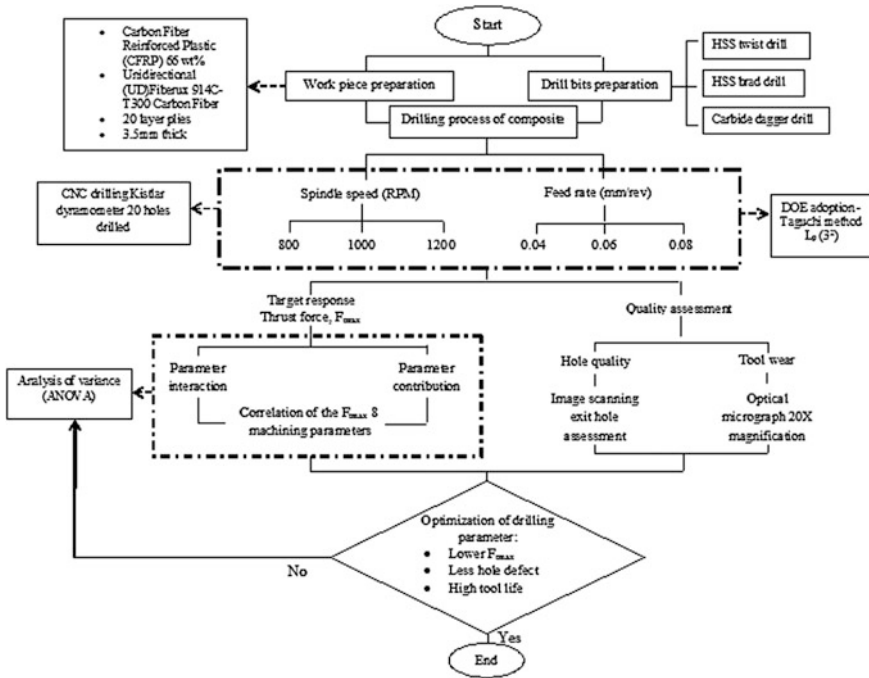 Start
• Carbon Fiber
Reinforced Plastic
(CFRP) 66 wt%
• Unidirectional
(UD)Fiberux 914C-
T300 Carbon Fiber
• 20 layer plies
• 3.5mm thick
Work piece preparation
Drill bits preparation
HSS twist drill
HSS brad drill
Carbide dagger drill
Drilling process of composite
CNC drilling Kistlar
dynamometer 20 holes
drilled
Spindle speed (RPM)
800 1000 1200
Feed rate (mm/rev)
0.04 0.06 0.08
DOE adoption-
Taguchi method
L₉ (3²)
Target response
Thrust force, Fₘₐₓ
Quality assessment
Analysis of variance
(ANOVA)
Parameter
interaction
Parameter
contribution
Correlation of the Fₘₐₓ 8
machining parameters
Hole quality
Image scanning
exit hole
assessment
Tool wear
Optical
micrograph 20X
magnification
Optimization of drilling
parameter:
• Lower Fₘₐₓ
• Less hole defect
• High tool life
No
Yes
End